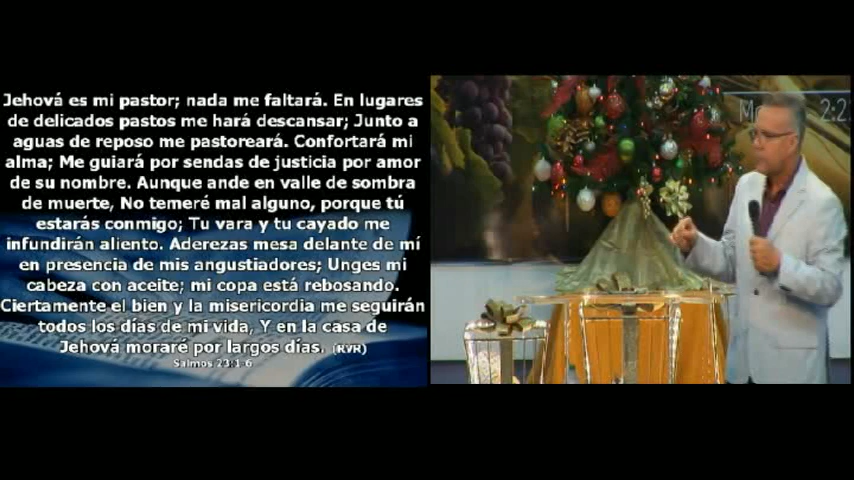 Jehová es mi pastor; nada me faltará. En lugares
de delicados pastos me hará descansar; Junto a
aguas de reposo me pastoreará. Confortará mi
alma; Me guiará por sendas de justicia por amor
de su nombre. Aunque ande en valle de sombra
de muerte, No temeré mal alguno, porque tú
estarás conmigo; Tu vara y tu cayado me
infundirán aliento. Aderezas mesa delante de mí
en presencia de mis angustiadores; Unges mi
cabeza con aceite; mi copa está rebosando.
Ciertamente el bien y la misericordia me seguirán
todos los días de mi vida, Y en la casa de
Jehová moraré por largos días. (RVR)
Salmos 23:1-6